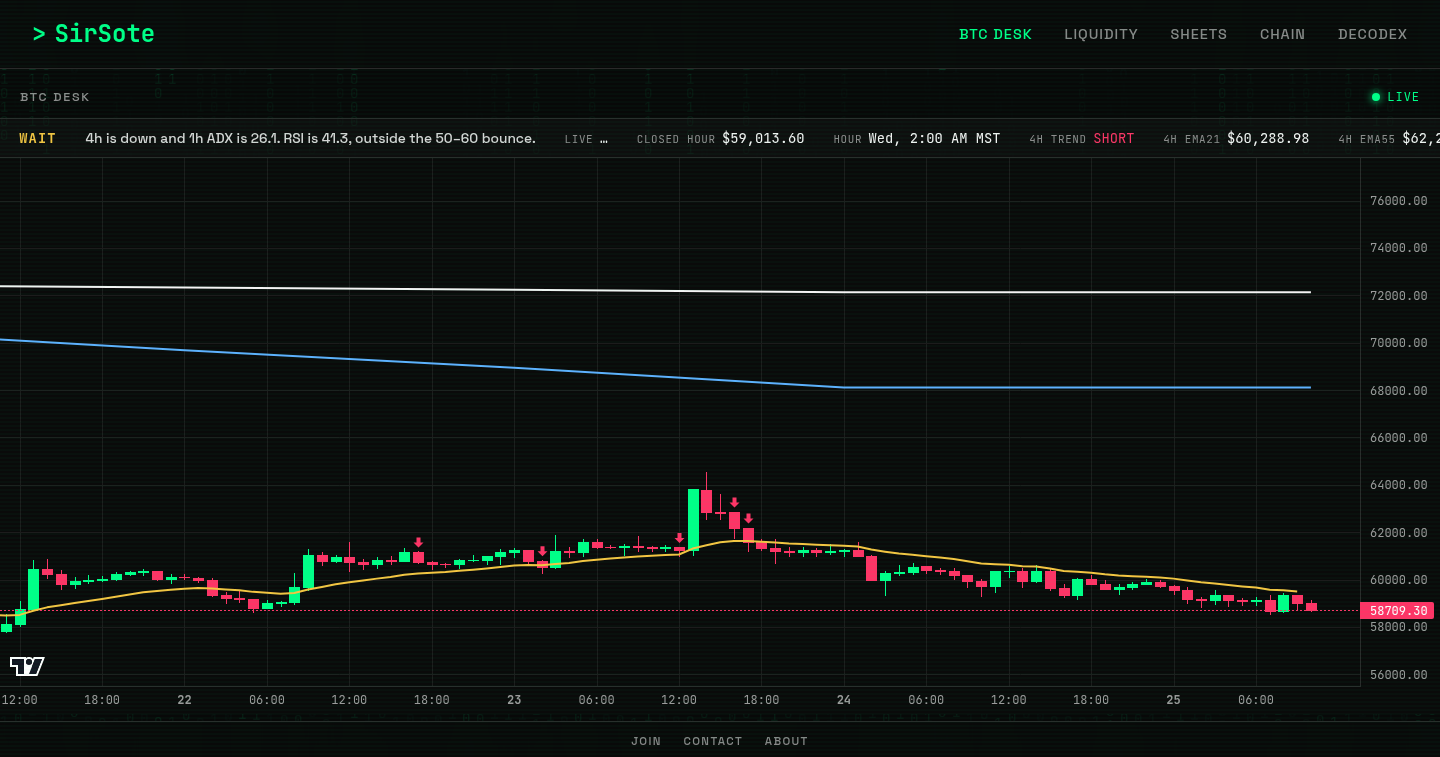 > SirSote
BTC DESK LIQUIDITY SHEETS CHAIN DECODEX
BTC DESK
LIVE
WAIT 4h is down and 1h ADX is 26.1. RSI is 41.3, outside the 50–60 bounce. LIVE … CLOSED HOUR $59,013.60 HOUR Wed, 2:00 AM MST 4H TREND SHORT 4H EMA21 $60,288.98 4H EMA55 $62,2
76000.00
74000.00
72000.00
70000.00
68000.00
66000.00
64000.00
62000.00
60000.00
58709.30
58000.00
56000.00
12:00 18:00 22 06:00 12:00 18:00 23 06:00 12:00 18:00 24 06:00 12:00 18:00 25 06:00
JOIN CONTACT ABOUT